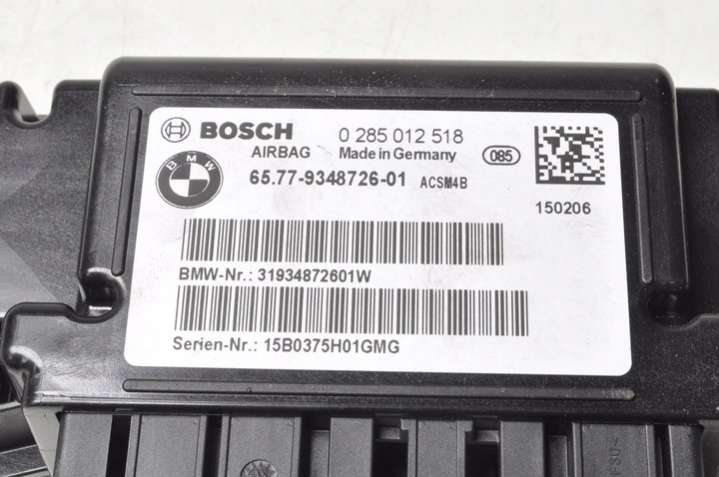 BOSCH 0 285 012 518
AIRBAG Made in Germany 085
BMW
65.77-9348726-01 ACSM4B
150206
BMW-Nr.: 31934872601W
Serien-Nr.: 15B0375H01GMG